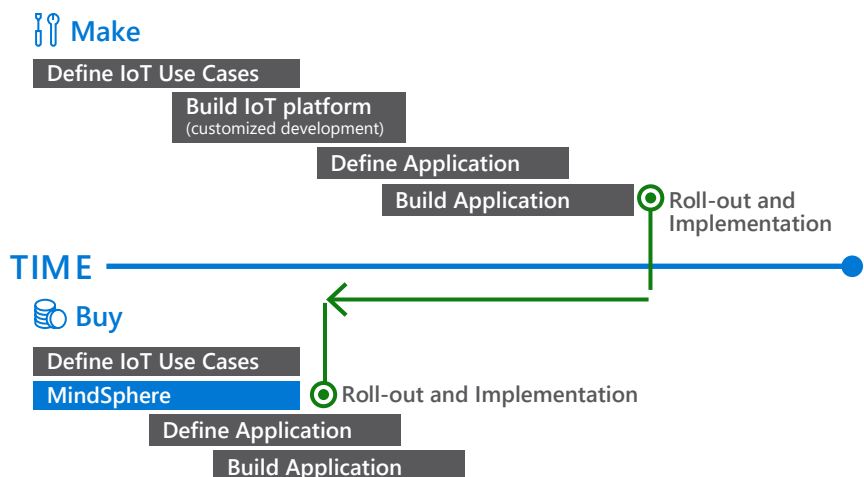 Make
Define IoT Use Cases
Build IoT platform
(customized development)
Define Application
Build Application
Roll-out and
Implementation
TIME
Buy
Define IoT Use Cases
MindSphere
Roll-out and Implementation
Define Application
Build Application